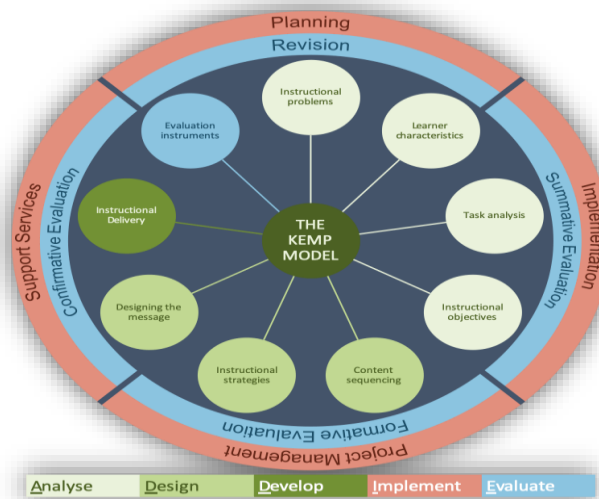 Planning
Revision
Instructional
problems
Evaluation
instruments
Learner
characteristics
Support Services
Confirmative Evaluation
Instructional
Delivery
THE
KEMP
MODEL
Task analysis
Summative Evaluation
Implementation
Designing the
message
Instructional
objectives
Instructional
strategies
Content
sequencing
Formative Evaluation
Project Management
Analyse Design Develop Implement Evaluate